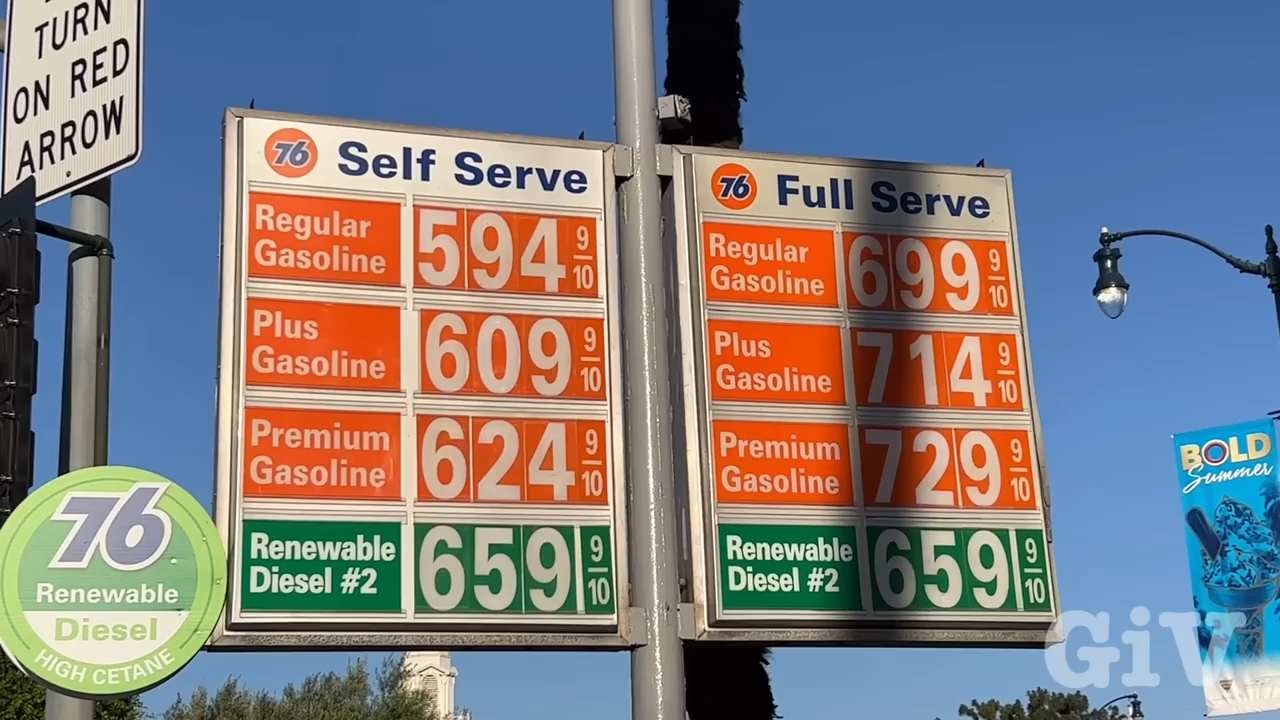 TURN
ON RED
ARROW
76 Self Serve
Regular
Gasoline
594 9/10
Plus
Gasoline
609 9/10
Premium
Gasoline
624 9/10
Renewable
Diesel #2
659 9/10
76 Full Serve
Regular
Gasoline
699 9/10
Plus
Gasoline
714 9/10
Premium
Gasoline
729 9/10
Renewable
Diesel #2
659 9/10
76
Renewable
Diesel
HIGH CETANE
BOLD
Summer
GiV